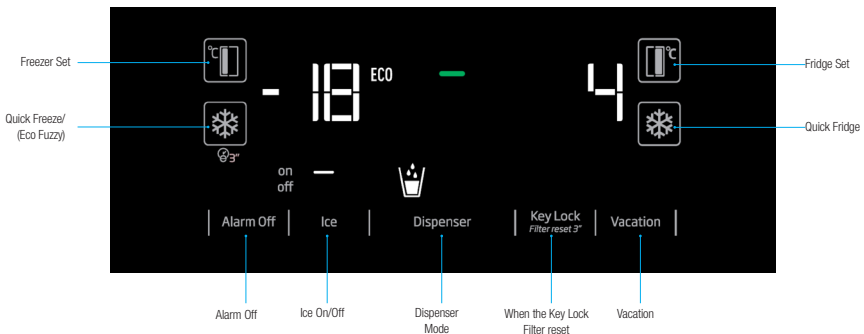 Freezer Set
°C
-18
ECO
4
°C
Fridge Set
Quick Freeze/
(Eco Fuzzy)
Quick Fridge
3"
on
off
Alarm Off
Ice
Dispenser
Key Lock
Filter reset 3"
Vacation
Alarm Off
Ice On/Off
Dispenser
Mode
When the Key Lock
Filter reset
Vacation